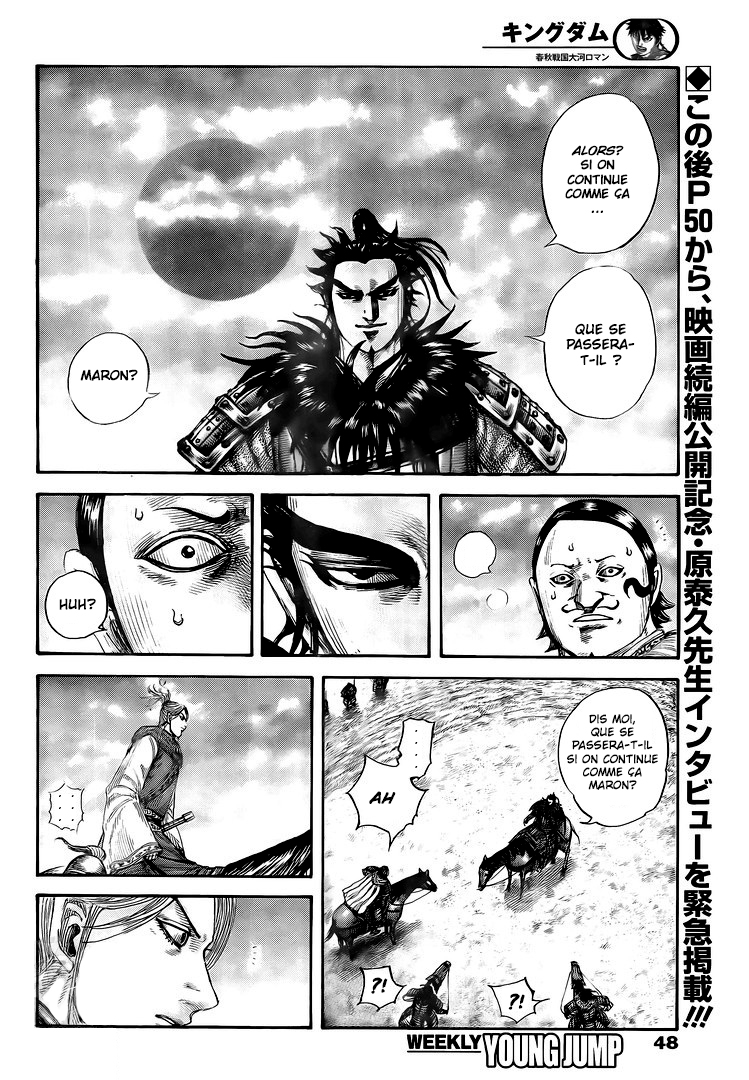 キングダム
春秋戦国大河ロマン
◆この後P50から、映画続編公開記念・原泰久先生インタビューを緊急掲載!!!
ALORS?
SI ON
CONTINUE
COMME ÇA
...
QUE SE
PASSERA-
T-IL ?
MARON?
HUH?
DIS MOI,
QUE SE
PASSERA-T-IL
SI ON CONTINUE
COMME ÇA
MARON?
...
AH
...
?!
?!
WEEKLY YOUNG JUMP 48